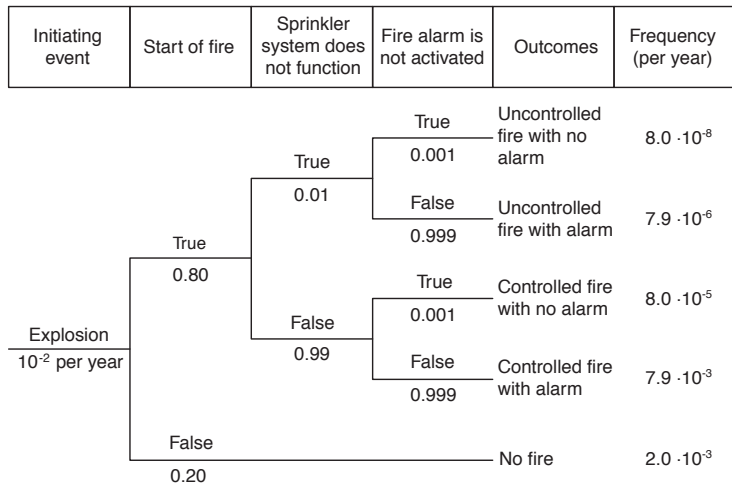 Initiating
event
Start of fire
Sprinkler
system does
not function
Fire alarm is
not activated
Outcomes
Frequency
(per year)
True
0.001
Uncontrolled
fire with no
alarm
8.0 ·10⁻⁸
True
0.01
False
0.999
Uncontrolled
fire with alarm
7.9 ·10⁻⁶
True
0.80
True
0.001
Controlled fire
with no alarm
8.0 ·10⁻⁵
Explosion
10⁻² per year
False
0.99
False
0.999
Controlled fire
with alarm
7.9 ·10⁻³
False
0.20
No fire
2.0 ·10⁻³